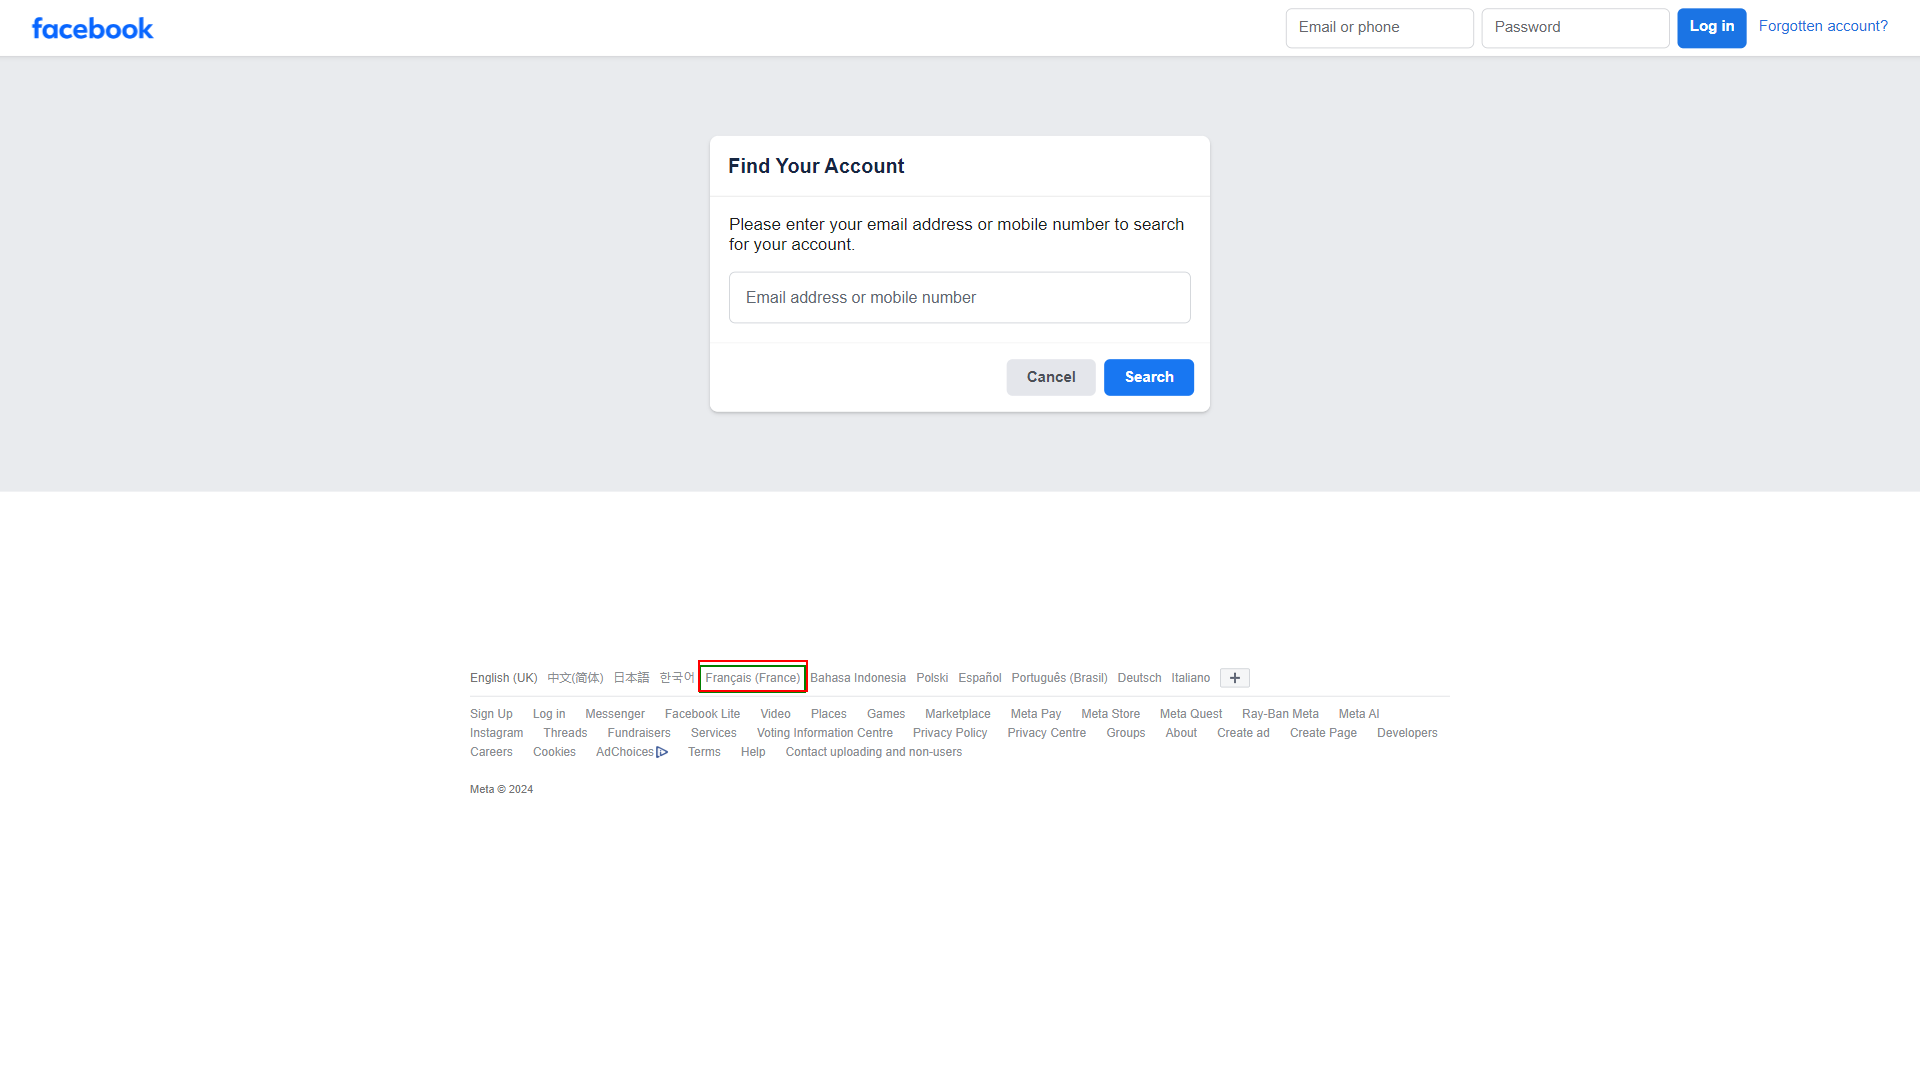 facebook
Email or phone Password Log in Forgotten account?
Find Your Account
Please enter your email address or mobile number to search
for your account.
Email address or mobile number
Cancel Search
English (UK) 中文(简体) 日本語 한국어 Français (France) Bahasa Indonesia Polski Español Português (Brasil) Deutsch Italiano +
Sign Up Log in Messenger Facebook Lite Video Places Games Marketplace Meta Pay Meta Store Meta Quest Ray-Ban Meta Meta AI
Instagram Threads Fundraisers Services Voting Information Centre Privacy Policy Privacy Centre Groups About Create ad Create Page Developers
Careers Cookies AdChoices Terms Help Contact uploading and non-users
Meta © 2024